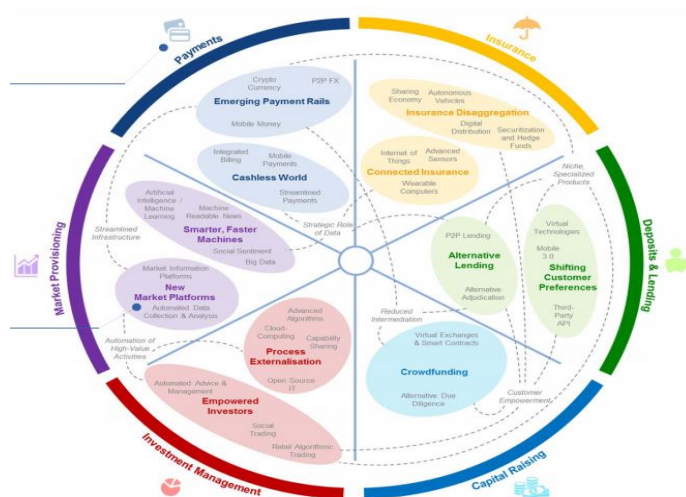 Payments
Insurance
Crypto
Currency
P2P FX
Emerging Payment Rails
Mobile Money
Integrated
Billing
Mobile
Payments
Cashless World
Streamlined
Payments
Sharing
Economy
Autonomous
Vehicles
Insurance Disaggregation
Digital
Distribution
Securitization
and Hedge
Funds
Internet of
Things
Advanced
Sensors
Connected Insurance
Wearable
Computers
Niche,
Specialized
Products
Market Provisioning
Artificial
Intelligence /
Machine
Learning
Machine
Readable News
Smarter, Faster
Machines
Social Sentiment
Big Data
Streamlined
Infrastructure
Strategic Role
of Data
Market Information
Platforms
New
Market Platforms
Automated Data
Collection & Analysis
Deposits & Lending
P2P Lending
Alternative
Lending
Alternative
Adjudication
Virtual
Technologies
Mobile
3.0
Shifting
Customer
Preferences
Third-
Party
API
Reduced
Intermediation
Automation of
High-Value
Activities
Advanced
Algorithms
Cloud-
Computing
Capability
Sharing
Process
Externalisation
Open Source
IT
Automated Advice &
Management
Empowered
Investors
Social
Trading
Retail Algorithmic
Trading
Virtual Exchanges
& Smart Contracts
Crowdfunding
Alternative Due
Diligence
Customer
Empowerment
Investment Management
Capital Raising